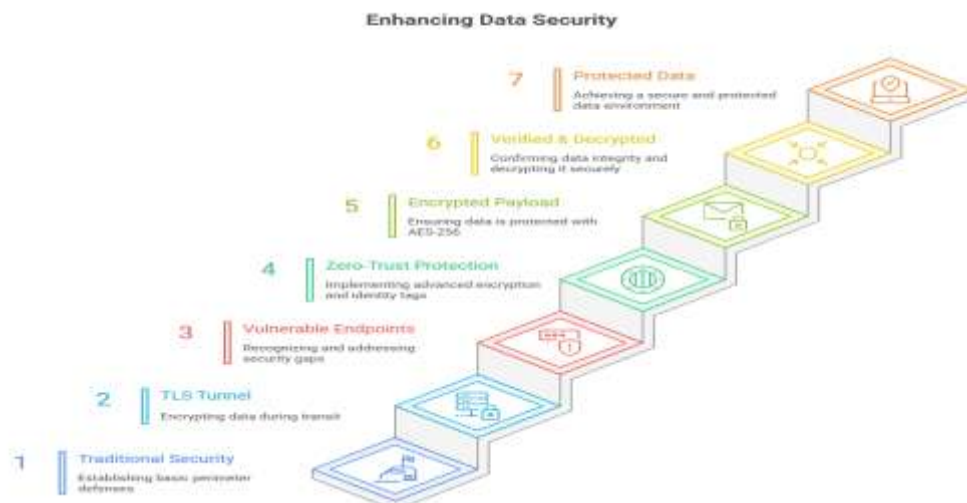 Enhancing Data Security
7
Protected Data
Achieving a secure and protected
data environment
6
Verified & Decrypted
Confirming data integrity and
decrypting it securely
5
Encrypted Payload
Ensuring data is protected with
AES-256
4
Zero-Trust Protection
Implementing advanced encryption
and identity tags
3
Vulnerable Endpoints
Recognizing and addressing
security gaps
2
TLS Tunnel
Encrypting data during transit
1
Traditional Security
Establishing basic perimeter
defenses